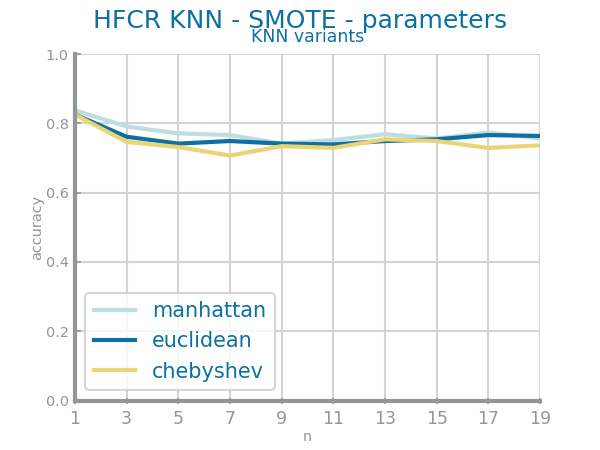 HFCR KNN - SMOTE - parameters
KNN variants
1.0
0.8
0.6
0.4
0.2
0.0
accuracy
manhattan
euclidean
chebyshev
1 3 5 7 9 11 13 15 17 19
n